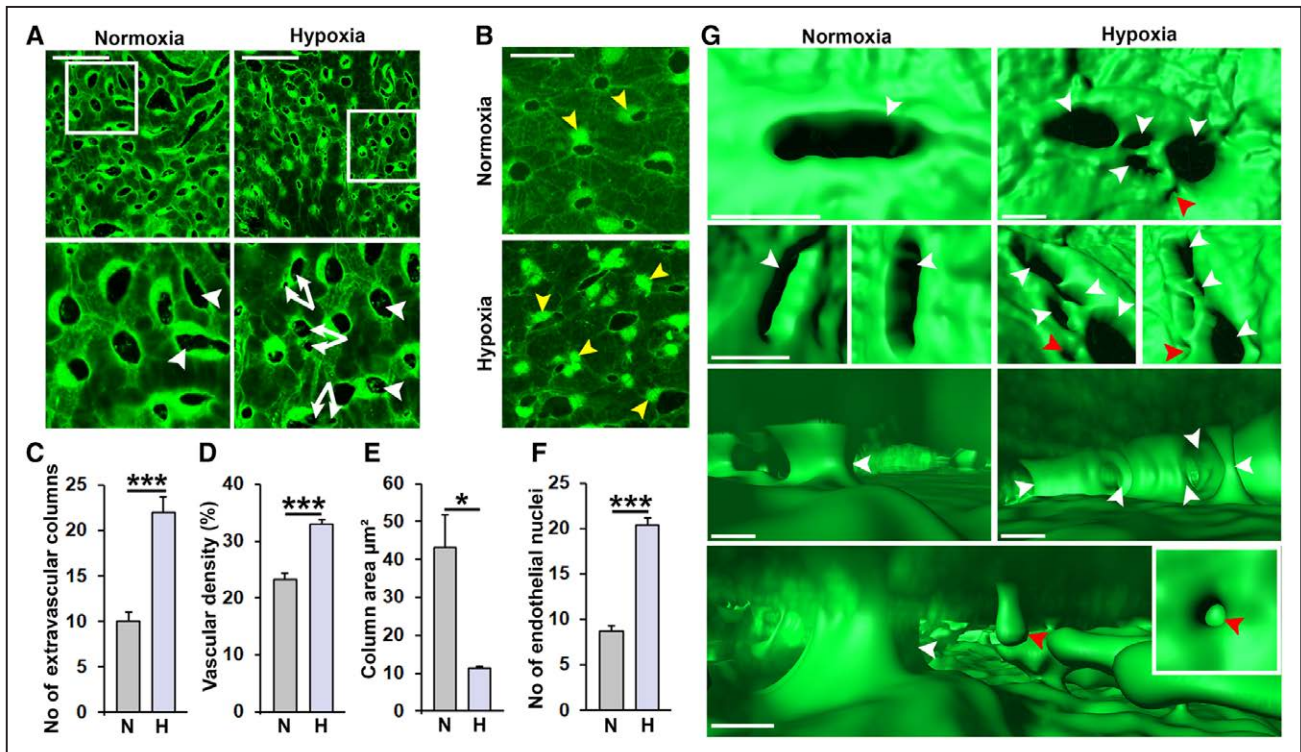 A
Normoxia
Hypoxia
B
Normoxia
Hypoxia
G
Normoxia
Hypoxia
C
No of extravascular columns
25
20
15
10
5
0
***
N
H
D
Vascular density (%)
40
30
20
10
0
***
N
H
E
Column area µm²
60
50
40
30
20
10
0
*
N
H
F
No of endothelial nuclei
25
20
15
10
5
0
***
N
H